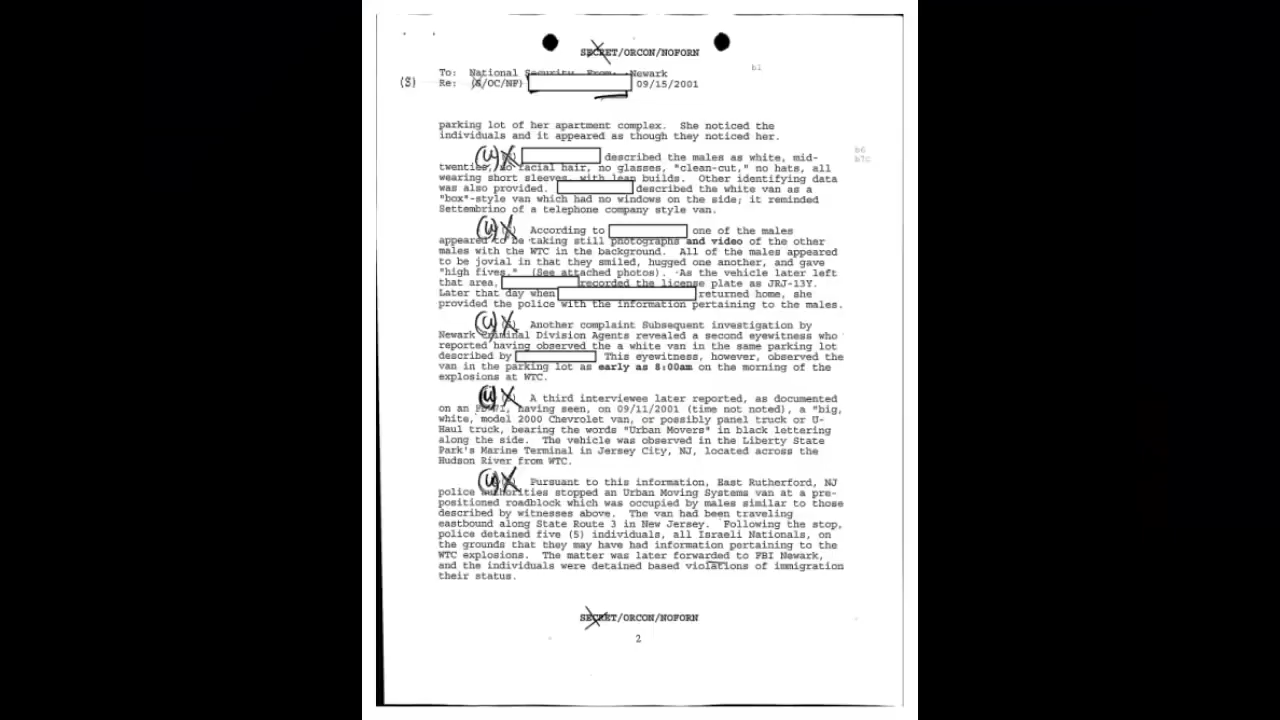 SECRET/ORCON/NOFORN
b1
To: National Security From: Newark
(S) Re: (S/OC/NF) 09/15/2001
parking lot of her apartment complex. She noticed the
individuals and it appeared as though they noticed her.
b6
b7C
(U) described the males as white, mid-
twenties, no facial hair, no glasses, "clean-cut," no hats, all
wearing short sleeves, with lean builds. Other identifying data
was also provided. described the white van as a
"box"-style van which had no windows on the side; it reminded
Settembrino of a telephone company style van.
(U) According to one of the males
appeared to be taking still photographs and video of the other
males with the WTC in the background. All of the males appeared
to be jovial in that they smiled, hugged one another, and gave
"high fives." (See attached photos). As the vehicle later left
that area, recorded the license plate as JRJ-13Y.
Later that day when returned home, she
provided the police with the information pertaining to the males.
(U) Another complaint Subsequent investigation by
Newark Criminal Division Agents revealed a second eyewitness who
reported having observed the a white van in the same parking lot
described by This eyewitness, however, observed the
van in the parking lot as early as 8:00am on the morning of the
explosions at WTC.
(U) A third interviewee later reported, as documented
on an having seen, on 09/11/2001 (time not noted), a "big,
white, model 2000 Chevrolet van, or possibly panel truck or U-
Haul truck, bearing the words "Urban Movers" in black lettering
along the side. The vehicle was observed in the Liberty State
Park's Marine Terminal in Jersey City, NJ, located across the
Hudson River from WTC.
(U) Pursuant to this information, East Rutherford, NJ
police authorities stopped an Urban Moving Systems van at a pre-
positioned roadblock which was occupied by males similar to those
described by witnesses above. The van had been traveling
eastbound along State Route 3 in New Jersey. Following the stop,
police detained five (5) individuals, all Israeli Nationals, on
the grounds that they may have had information pertaining to the
WTC explosions. The matter was later forwarded to FBI Newark,
and the individuals were detained based violations of immigration
their status.
SECRET/ORCON/NOFORN
2